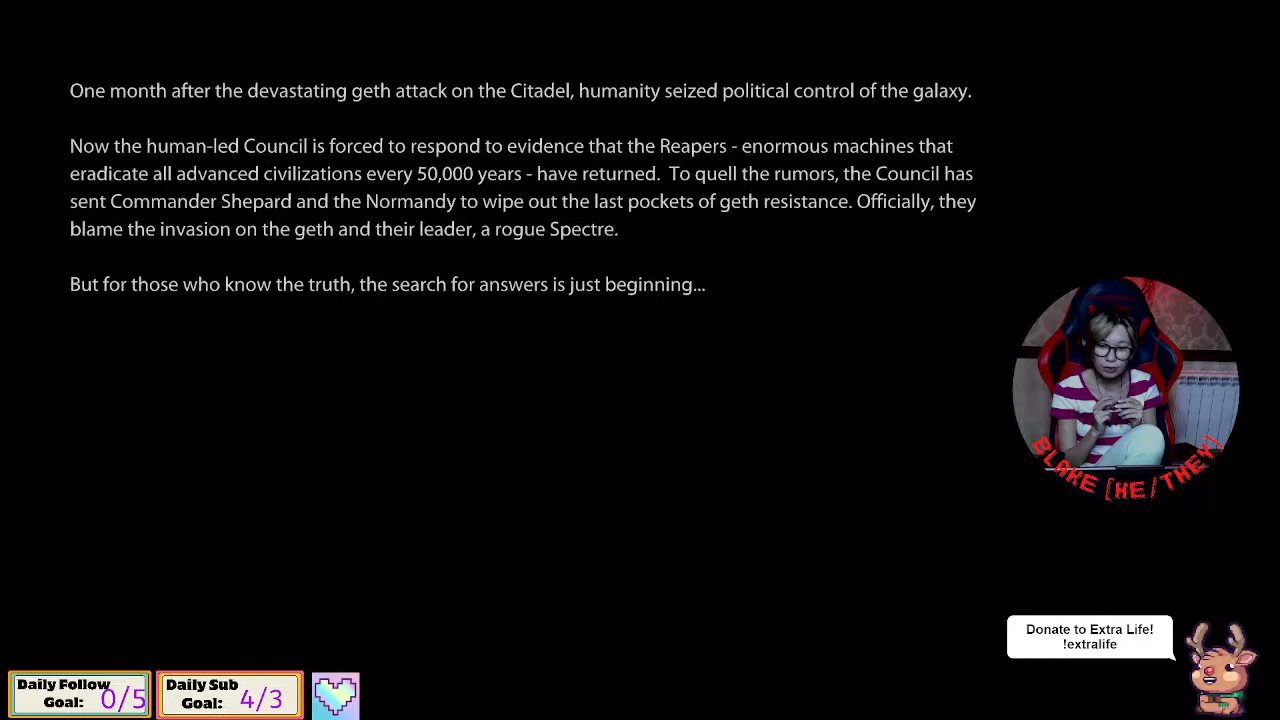 One month after the devastating geth attack on the Citadel, humanity seized political control of the galaxy.
Now the human-led Council is forced to respond to evidence that the Reapers - enormous machines that
eradicate all advanced civilizations every 50,000 years - have returned.  To quell the rumors, the Council has
sent Commander Shepard and the Normandy to wipe out the last pockets of geth resistance. Officially, they
blame the invasion on the geth and their leader, a rogue Spectre.
But for those who know the truth, the search for answers is just beginning...
BLAKE [HE/THEY]
Donate to Extra Life!
!extralife
Daily Follow
Goal: 0/5
Daily Sub
Goal: 4/3